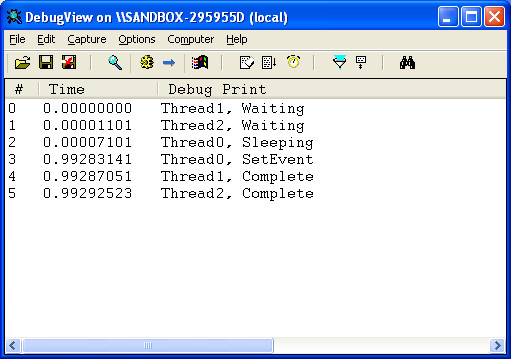 DebugView on \\SANDBOX-295955D (local)
File Edit Capture Options Computer Help
# Time Debug Print
0 0.00000000 Thread1, Waiting
1 0.00001101 Thread2, Waiting
2 0.00007101 Thread0, Sleeping
3 0.99283141 Thread0, SetEvent
4 0.99287051 Thread1, Complete
5 0.99292523 Thread2, Complete